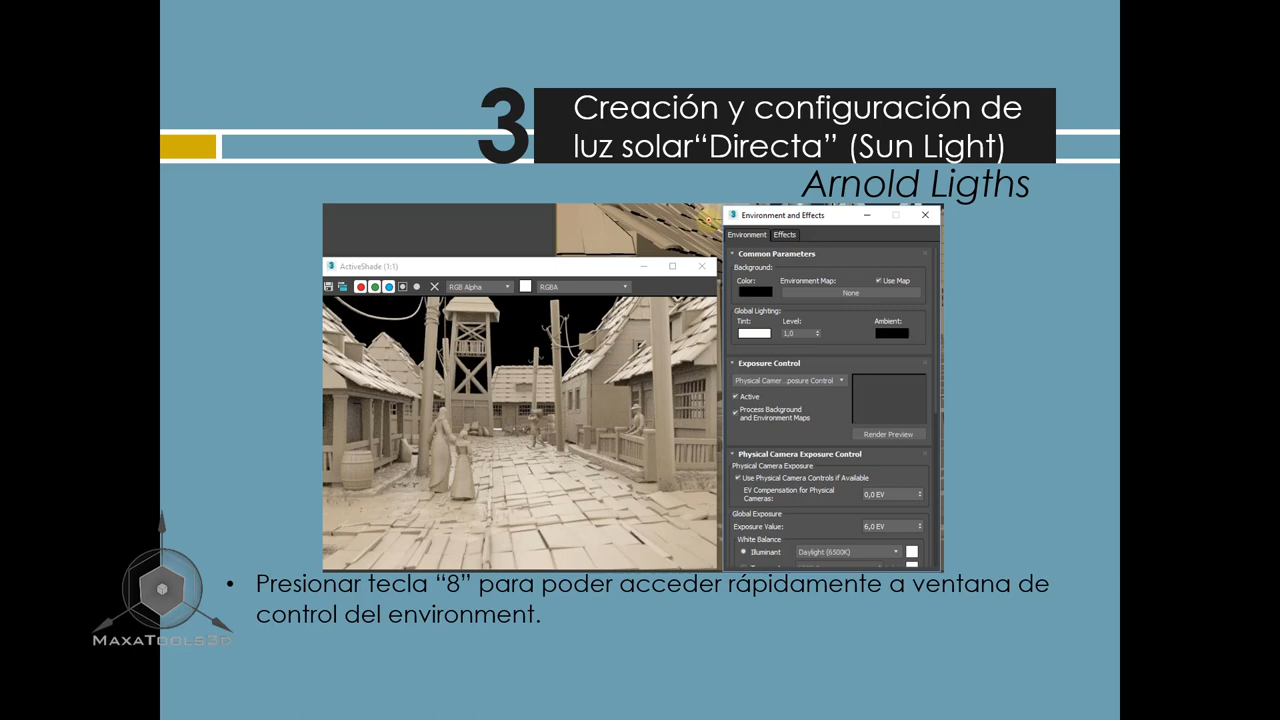 3
Creación y configuración de
luz solar“Directa” (Sun Light)
Arnold Ligths
3 Environment and Effects
Environment Effects
Common Parameters
Background:
Color: Environment Map: Use Map
None
Global Lighting:
Tint: Level: Ambient:
1,0
Exposure Control
Physical Camer...posure Control
Active
Process Background
and Environment Maps
Render Preview
Physical Camera Exposure Control
Physical Camera Exposure
Use Physical Camera Controls if Available
EV Compensation for Physical
Cameras: 0,0 EV
Global Exposure
Exposure Value: 6,0 EV
White Balance
Illuminant Daylight (6500K)
3 ActiveShade (1:1)
RGB Alpha RGBA
• Presionar tecla “8” para poder acceder rápidamente a ventana de
control del environment.
MAXATOOLS3D